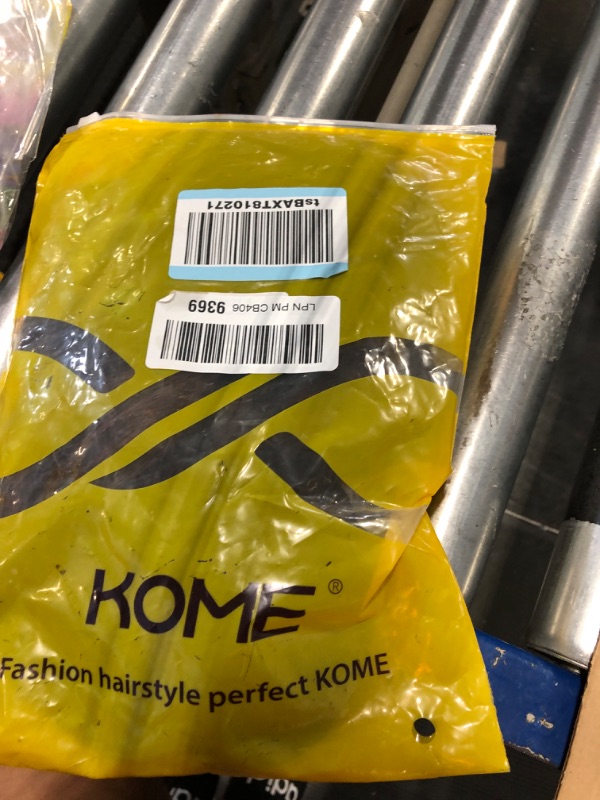 tsBAXT810271
LPN PM CB406 9369
KOME ®
Fashion hairstyle perfect KOME